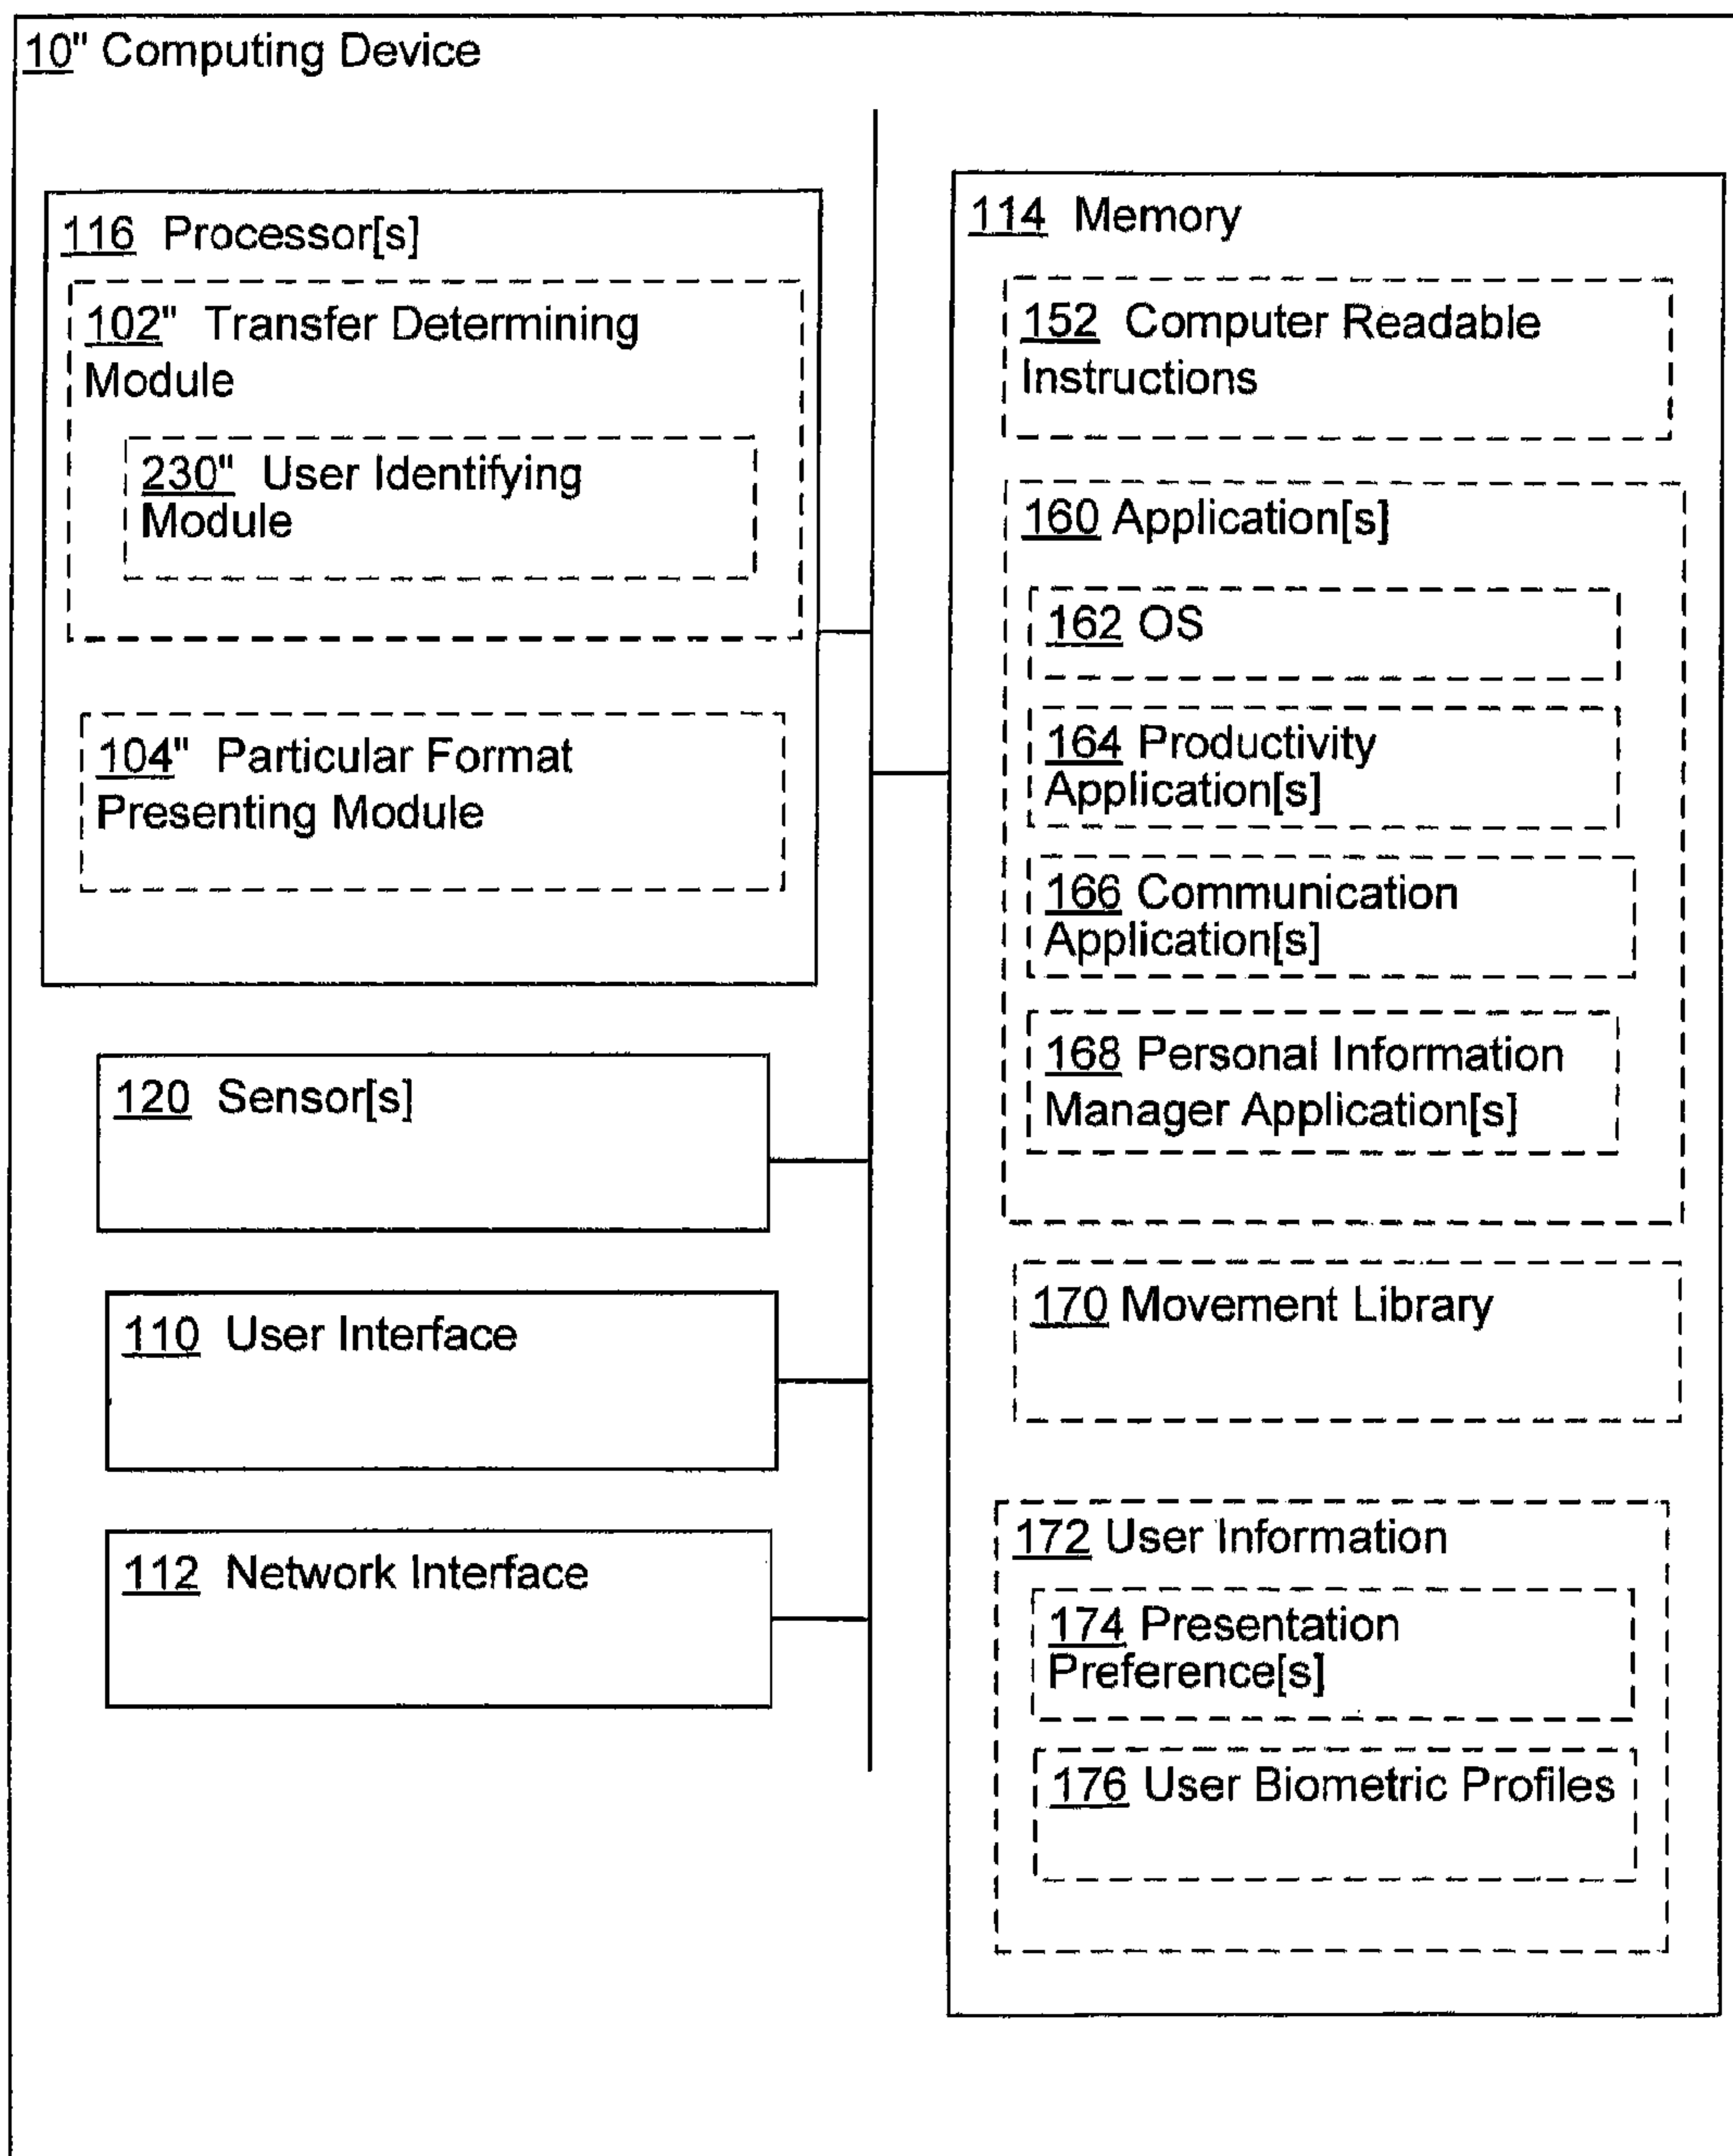 10" Computing Device
116 Processor[s]
102" Transfer Determining
Module
230" User Identifying
Module
104" Particular Format
Presenting Module
120 Sensor[s]
110 User Interface
112 Network Interface
114 Memory
152 Computer Readable
Instructions
160 Application[s]
162 OS
164 Productivity
Application[s]
166 Communication
Application[s]
168 Personal Information
Manager Application[s]
170 Movement Library
172 User Information
174 Presentation
Preference[s]
176 User Biometric Profiles